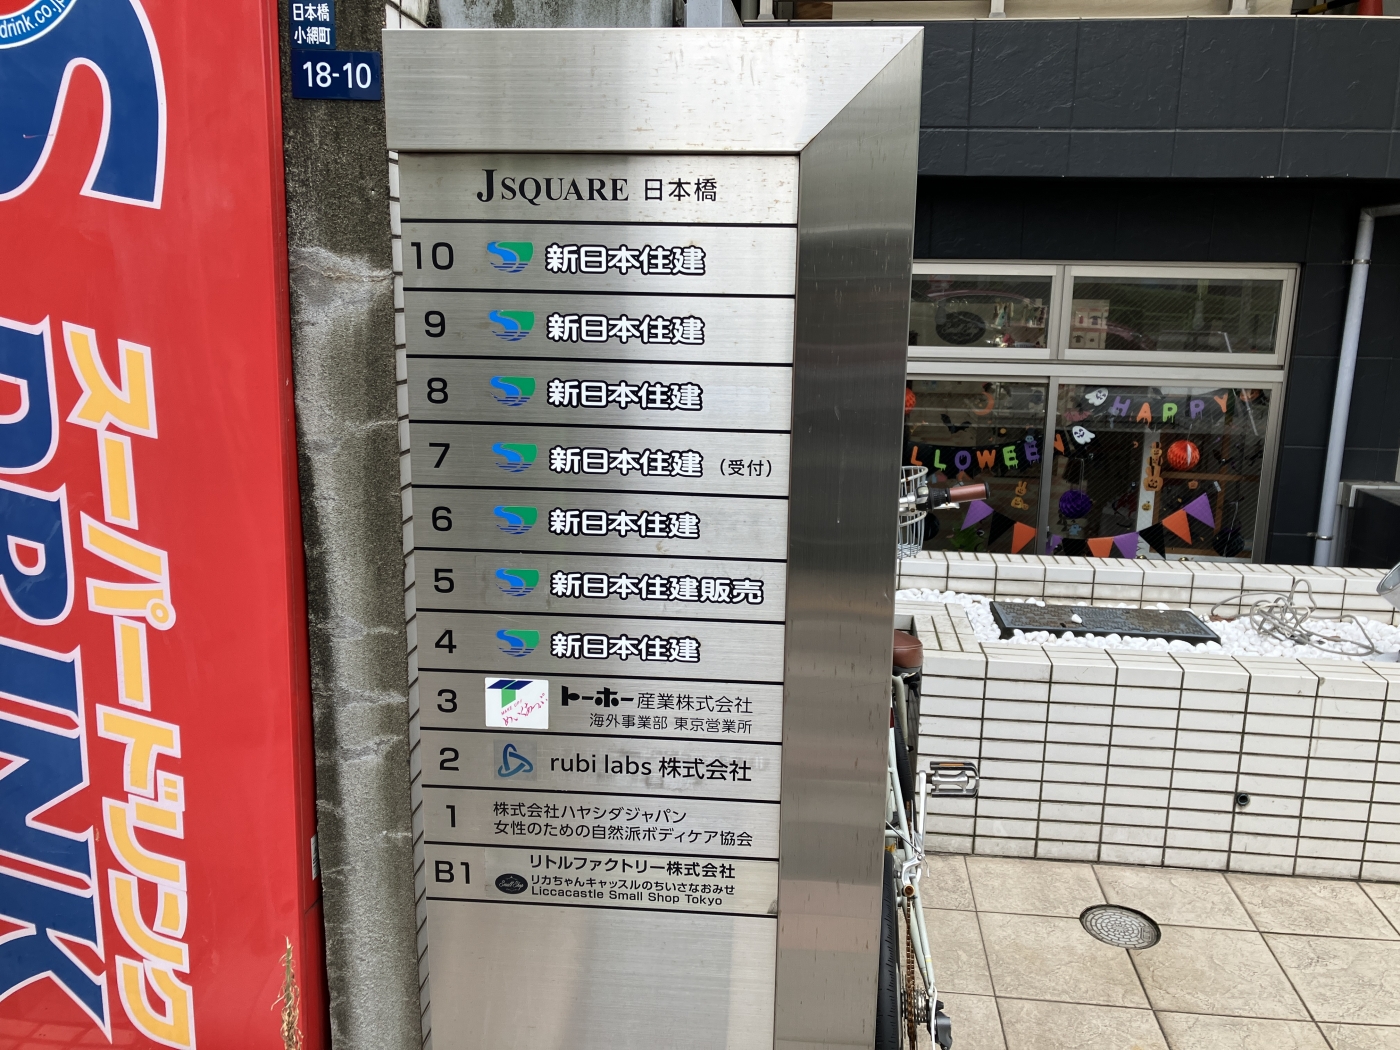 drink.co.jp
S DRINK
スーパードリンク
日本橋
小網町
18-10
J SQUARE 日本橋
10 新日本住建
9 新日本住建
8 新日本住建
7 新日本住建 (受付)
6 新日本住建
5 新日本住建販売
4 新日本住建
3 トーホー産業株式会社
海外事業部 東京営業所
2 rubi labs 株式会社
1 株式会社ハヤシダジャパン
女性のための自然派ボディケア協会
B1 リトルファクトリー株式会社
リカちゃんキャッスルのちいさなおみせ
Liccacastle Small Shop Tokyo
HAPPY
LLOWEEN